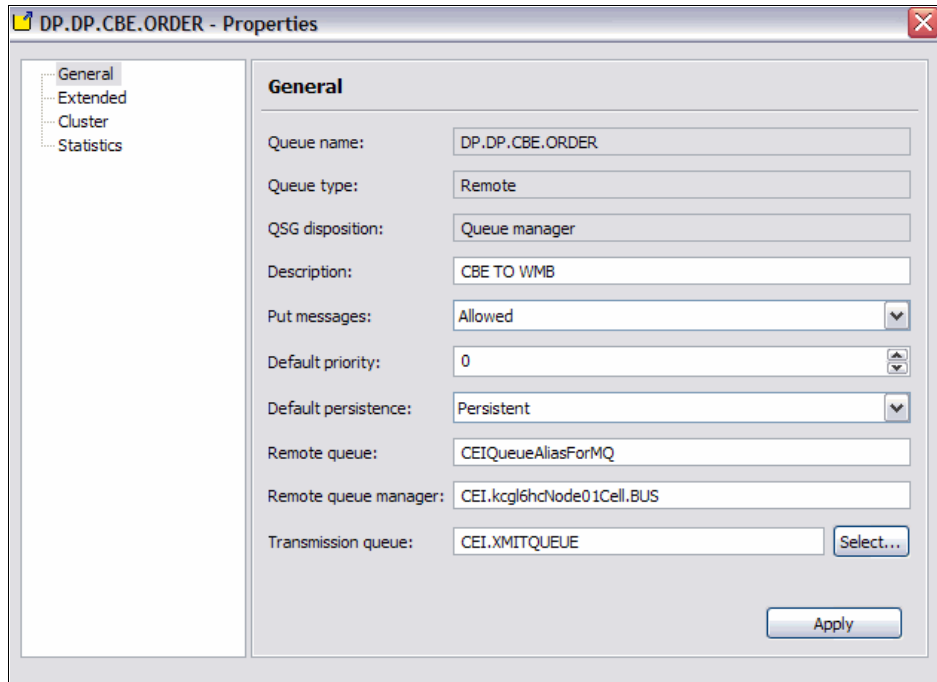 DP.DP.CBE.ORDER - Properties
General
Extended
Cluster
Statistics
General
Queue name: DP.DP.CBE.ORDER
Queue type: Remote
QSG disposition: Queue manager
Description: CBE TO WMB
Put messages: Allowed
Default priority: 0
Default persistence: Persistent
Remote queue: CEIQueueAliasForMQ
Remote queue manager: CEI.kcgl6hcNode01Cell.BUS
Transmission queue: CEI.XMITQUEUE Select...
Apply